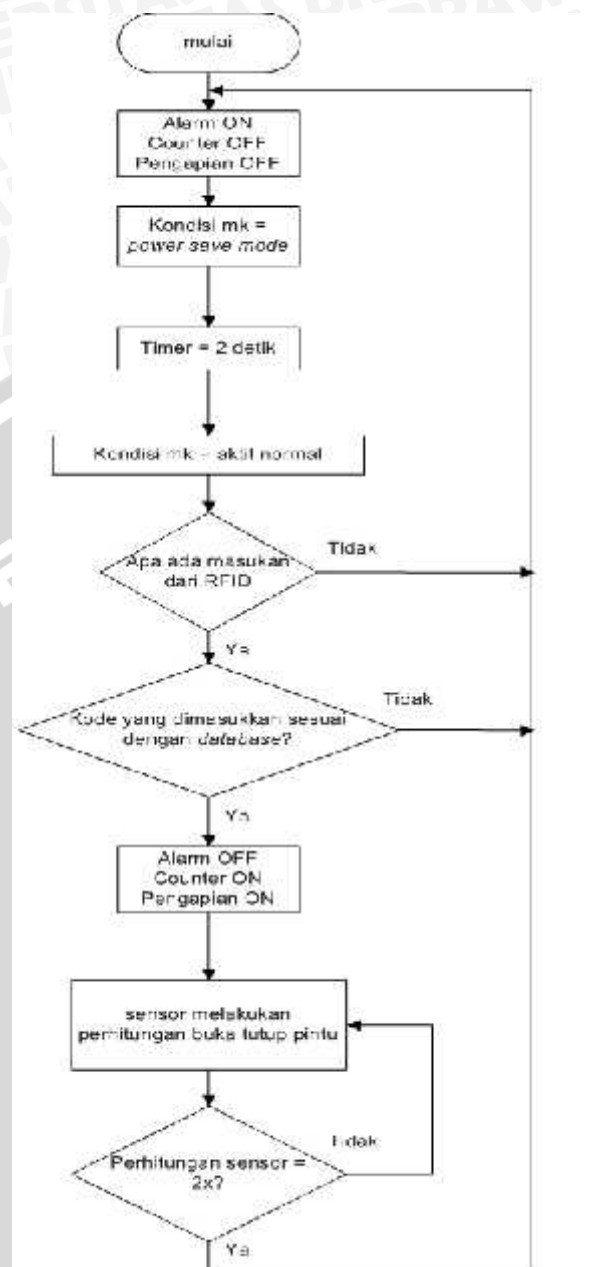 mulai
Alarm ON
Counter OFF
Pengapian OFF
Kondisi mk =
power save mode
Timer = 2 detik
Kondisi mk = aktif normal
Apa ada masukan
dari RFID
Tidak
Ya
Kode yang dimasukkan sesuai
dengan database?
Tidak
Ya
Alarm OFF
Counter ON
Pengapian ON
sensor melakukan
perhitungan buka tutup pintu
Perhitungan sensor =
2x?
Tidak
Ya